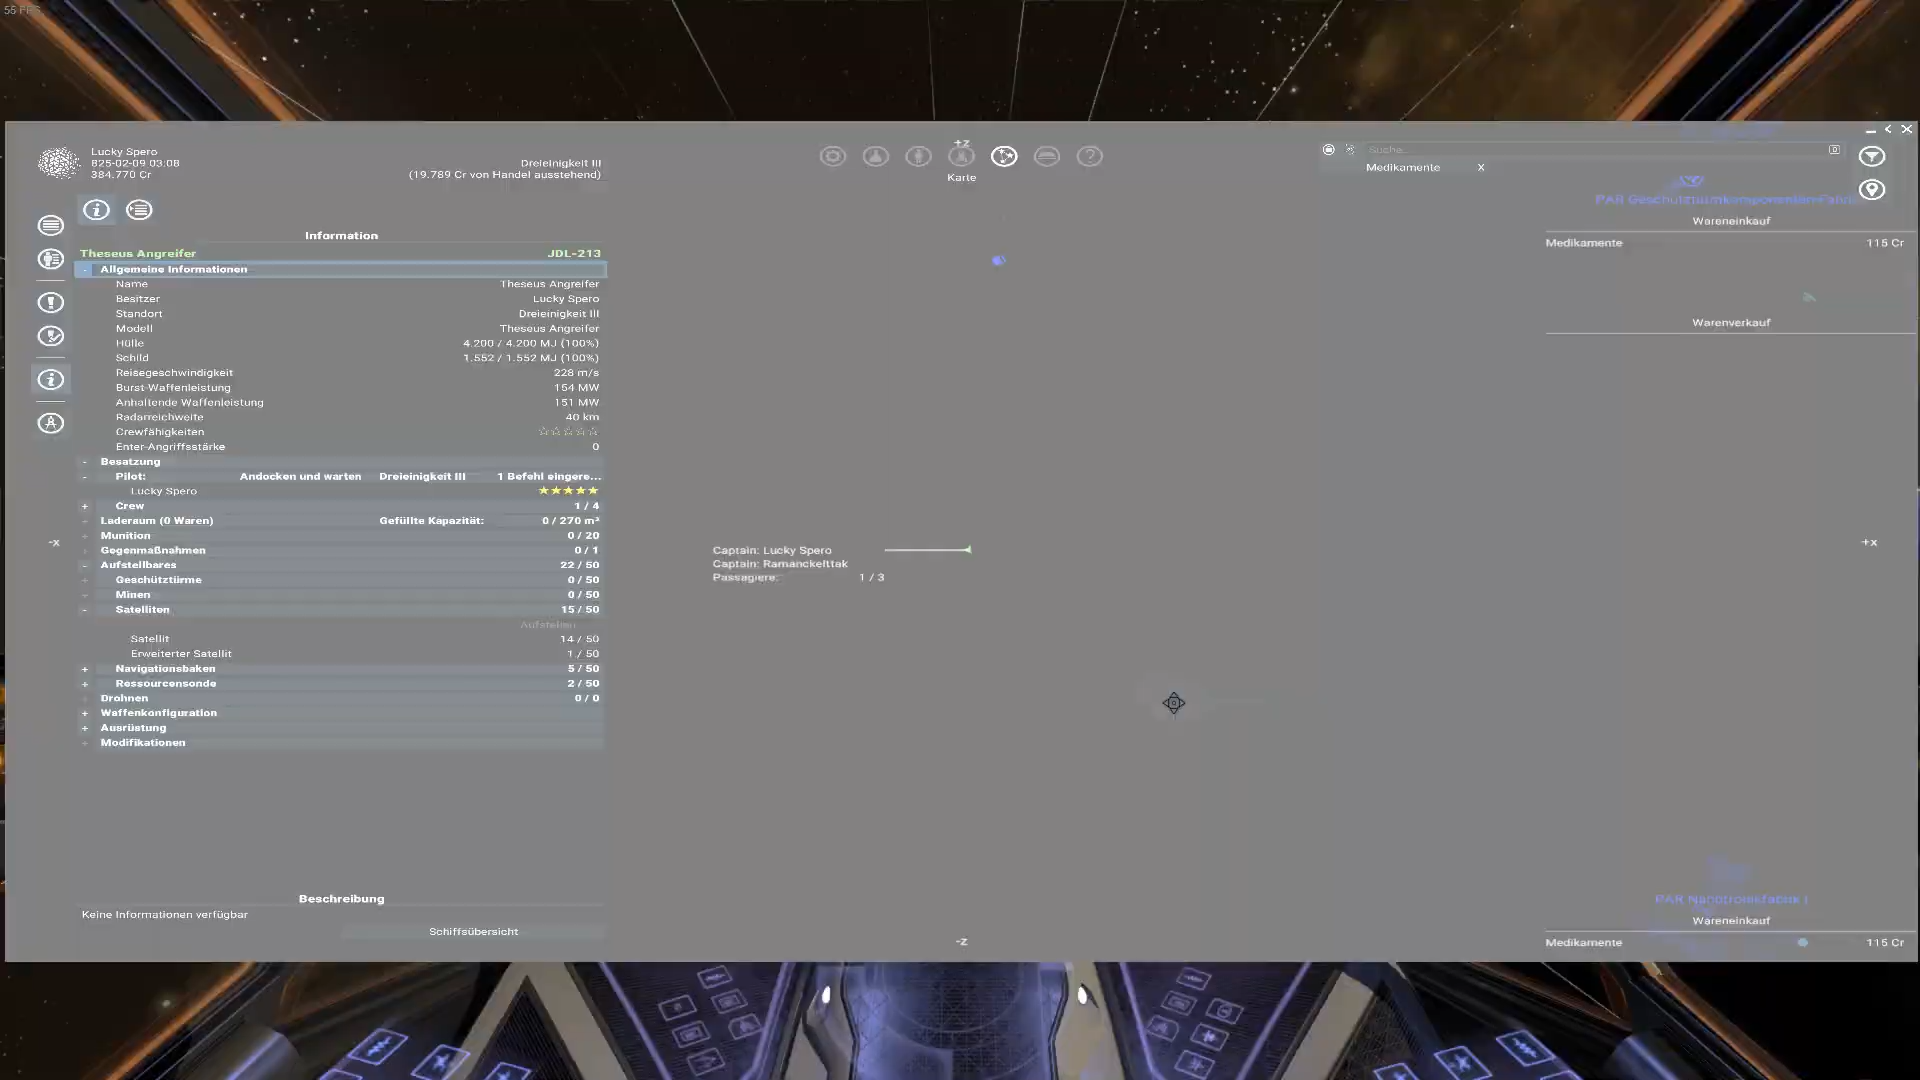 55 FPS
Lucky Spero
825-02-09 03:08
384.770 Cr
Dreieinigkeit III
(19.789 Cr von Handel ausstehend)
+Z
Karte
Suche...
Medikamente X
Information
Theseus Angreifer JDL-213
- Allgemeine Informationen
Name Theseus Angreifer
Besitzer Lucky Spero
Standort Dreieinigkeit III
Modell Theseus Angreifer
Hülle 4.200 / 4.200 MJ (100%)
Schild 1.552 / 1.552 MJ (100%)
Reisegeschwindigkeit 228 m/s
Burst-Waffenleistung 154 MW
Anhaltende Waffenleistung 151 MW
Radarreichweite 40 km
Crewfähigkeiten ☆☆☆☆☆
Enter-Angriffsstärke 0
- Besatzung
- Pilot: Andocken und warten Dreieinigkeit III 1 Befehl eingere...
Lucky Spero ★★★★★
+ Crew 1 / 4
Laderaum (0 Waren) Gefüllte Kapazität: 0 / 270 m³
Munition 0 / 20
Gegenmaßnahmen 0 / 1
- Aufstellbares 22 / 50
Geschütztürme 0 / 50
Minen 0 / 50
- Satelliten 15 / 50
Aufstellen
Satellit 14 / 50
Erweiterter Satellit 1 / 50
+ Navigationsbaken 5 / 50
+ Ressourcensonde 2 / 50
Drohnen 0 / 0
+ Waffenkonfiguration
+ Ausrüstung
Modifikationen
Beschreibung
Keine Informationen verfügbar
Schiffsübersicht
-X
+X
-Z
Captain: Lucky Spero
Captain: Ramanckelttak
Passagiere: 1 / 3
Wareneinkauf
Medikamente 115 Cr
Warenverkauf
PAR Nanotronikfabrik I
Wareneinkauf
Medikamente 115 Cr